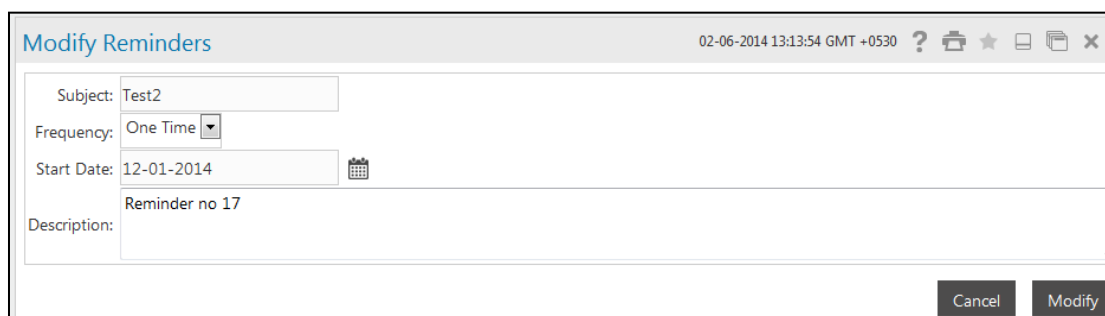 Modify Reminders 02-06-2014 13:13:54 GMT +0530 ?
Subject: Test2
Frequency: One Time
Start Date: 12-01-2014
Description: Reminder no 17
Cancel Modify